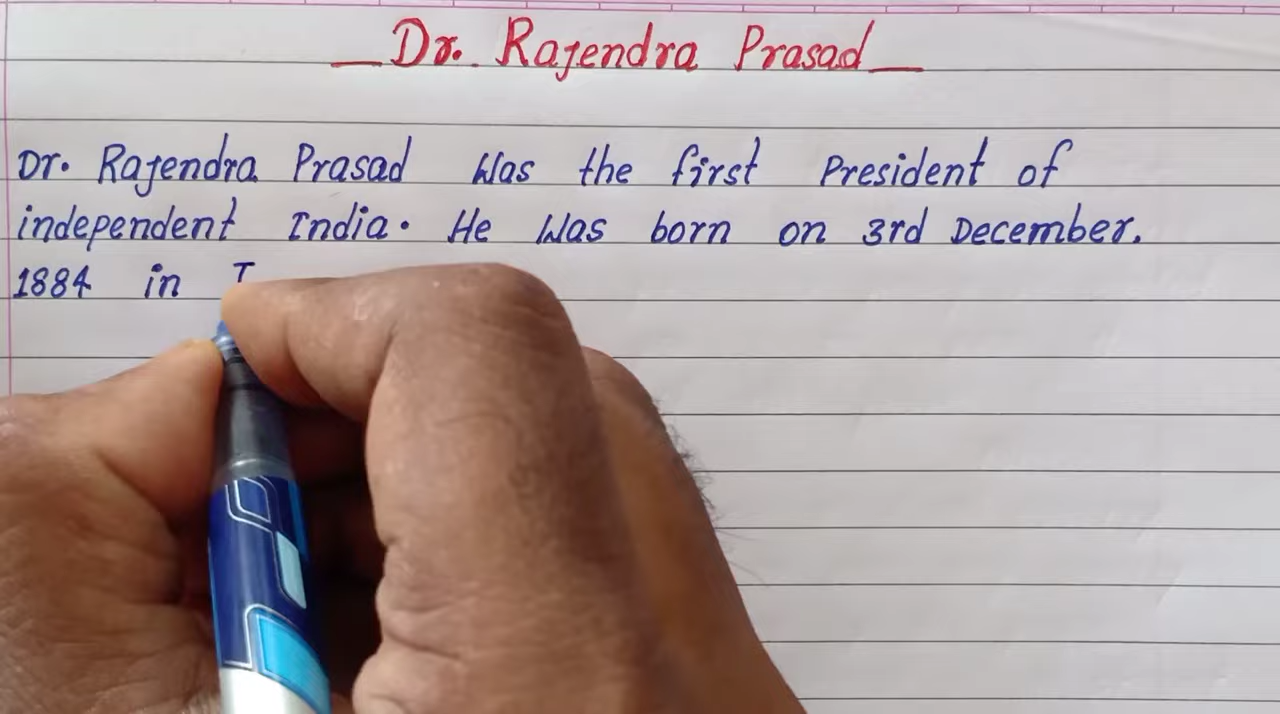 Dr. Rajendra Prasad
Dr. Rajendra Prasad was the first President of
independent India. He was born on 3rd December,
1884 in